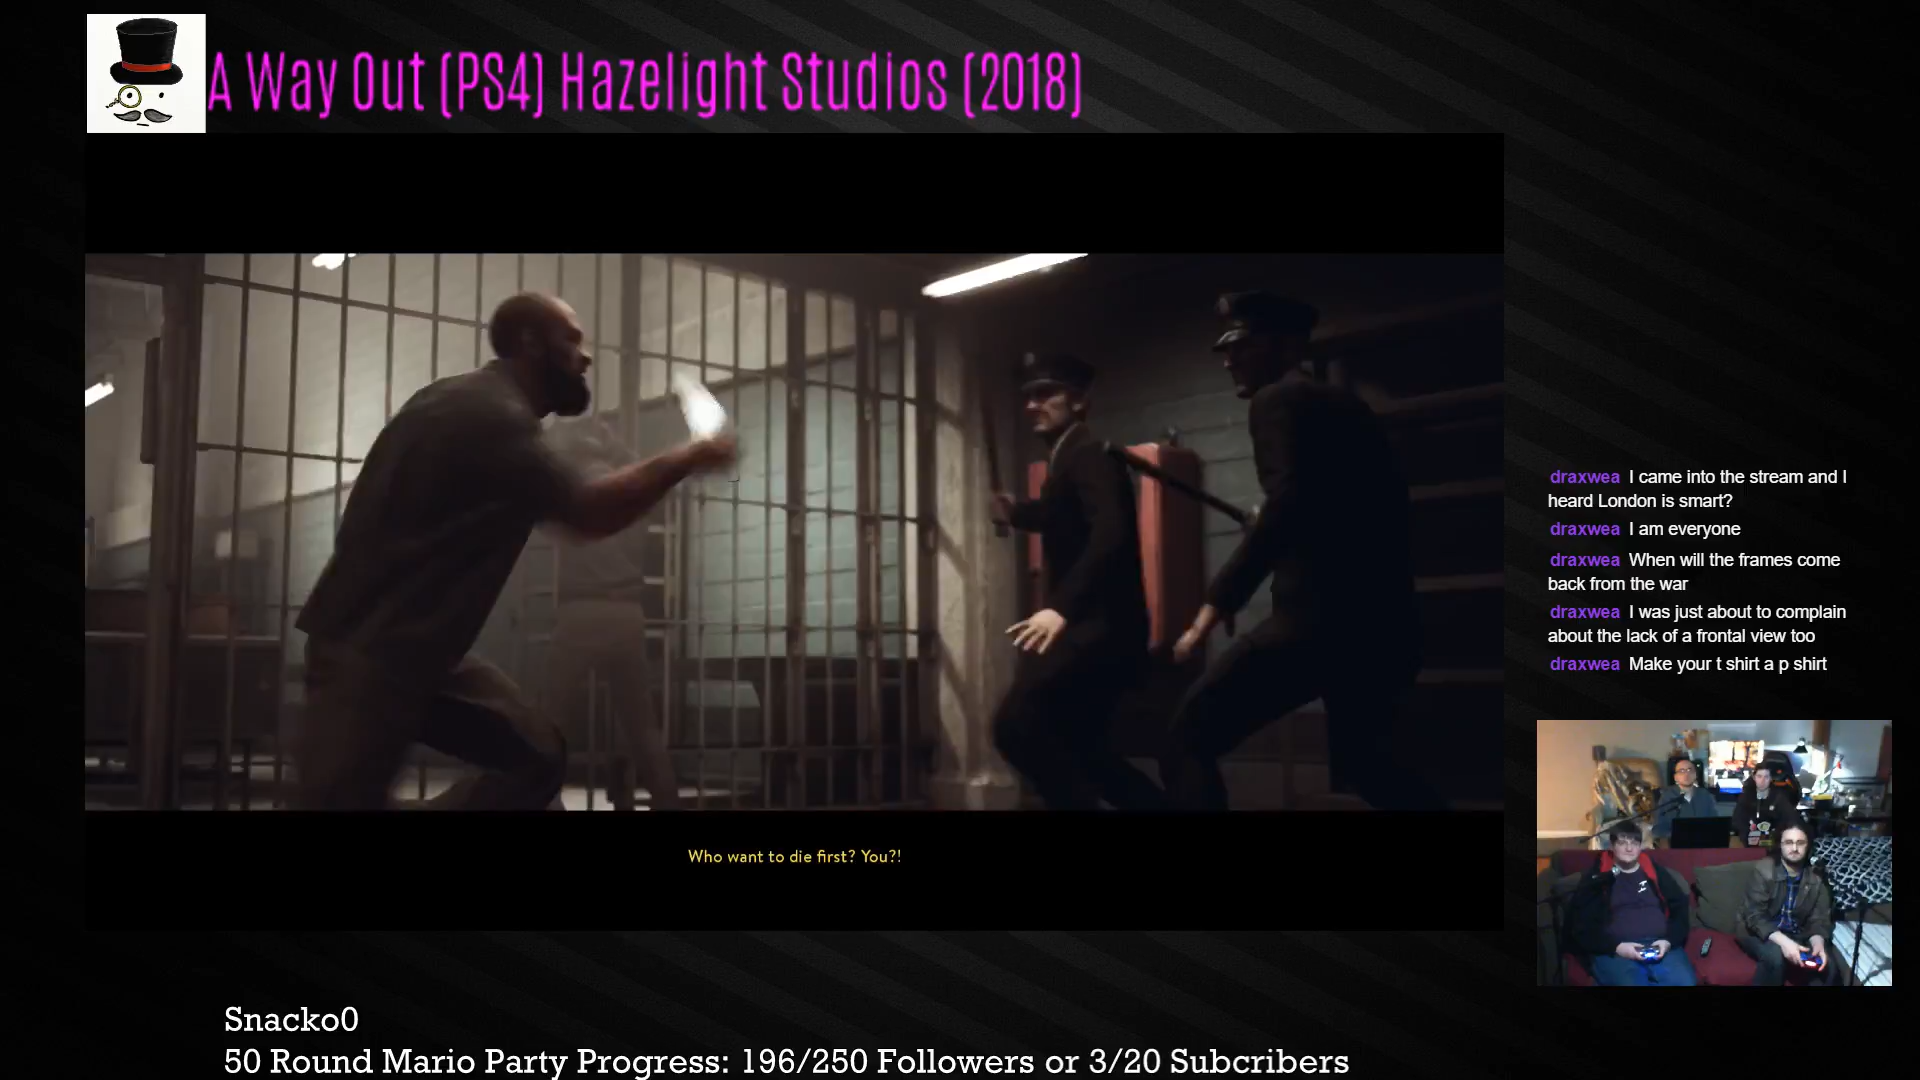 A Way Out (PS4) Hazelight Studios (2018)
draxwea I came into the stream and I
heard London is smart?
draxwea I am everyone
draxwea When will the frames come
back from the war
draxwea I was just about to complain
about the lack of a frontal view too
draxwea Make your t shirt a p shirt
Who want to die first? You?!
Snacko0
50 Round Mario Party Progress: 196/250 Followers or 3/20 Subcribers